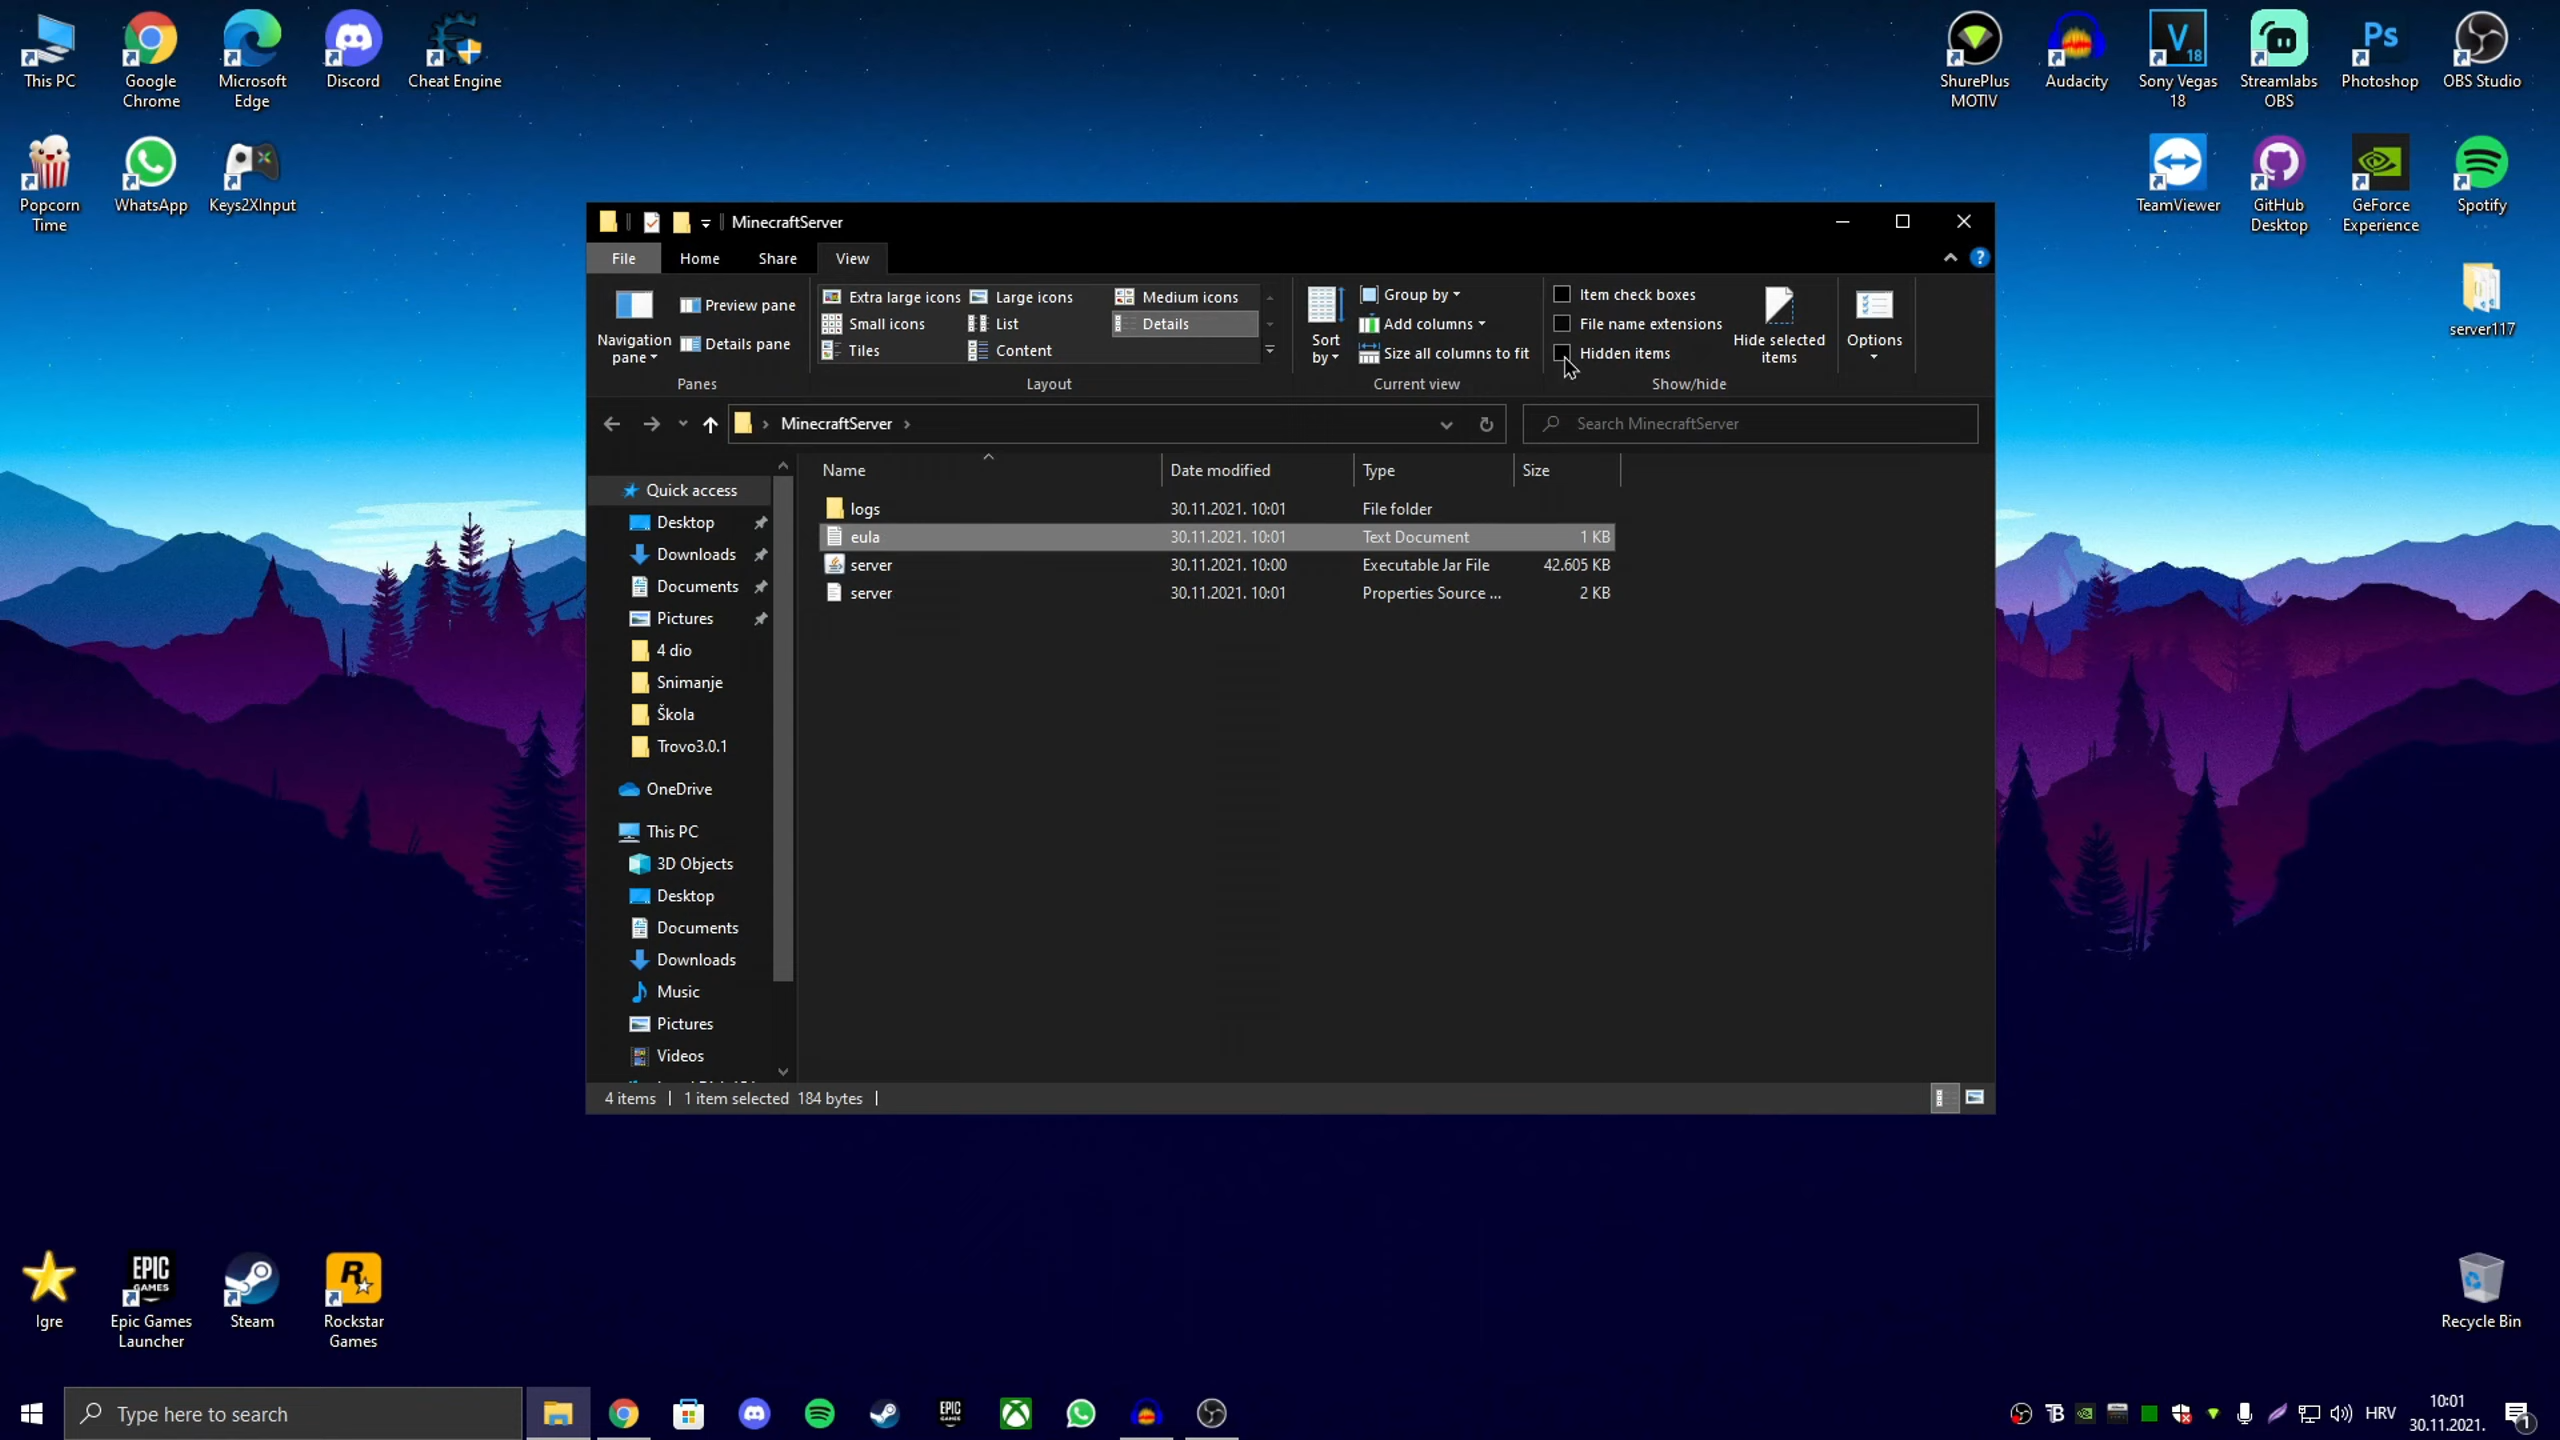 This PC
Google
Chrome
Microsoft
Edge
Discord
Cheat Engine
ShurePlus
MOTIV
Audacity
V
18
Sony Vegas
18
Streamlabs
OBS
Ps
Photoshop
OBS Studio
Popcorn
Time
WhatsApp
Keys2XInput
TeamViewer
GitHub
Desktop
GeForce
Experience
Spotify
server117
MinecraftServer
File
Home
Share
View
?
Navigation
pane
Preview pane
Details pane
Panes
Extra large icons
Large icons
Medium icons
Small icons
List
Details
Tiles
Content
Layout
Sort
by
Group by
Add columns
Size all columns to fit
Current view
Item check boxes
File name extensions
Hidden items
Hide selected
items
Show/hide
Options
MinecraftServer
Search MinecraftServer
Name
Date modified
Type
Size
logs
30.11.2021. 10:01
File folder
eula
30.11.2021. 10:01
Text Document
1 KB
server
30.11.2021. 10:00
Executable Jar File
42.605 KB
server
30.11.2021. 10:01
Properties Source ...
2 KB
Quick access
Desktop
Downloads
Documents
Pictures
4 dio
Snimanje
Škola
Trovo3.0.1
OneDrive
This PC
3D Objects
Desktop
Documents
Downloads
Music
Pictures
Videos
4 items
1 item selected 184 bytes
Igre
EPIC
GAMES
Epic Games
Launcher
Steam
R
Rockstar
Games
Recycle Bin
Type here to search
EPIC
HRV
10:01
30.11.2021.
1